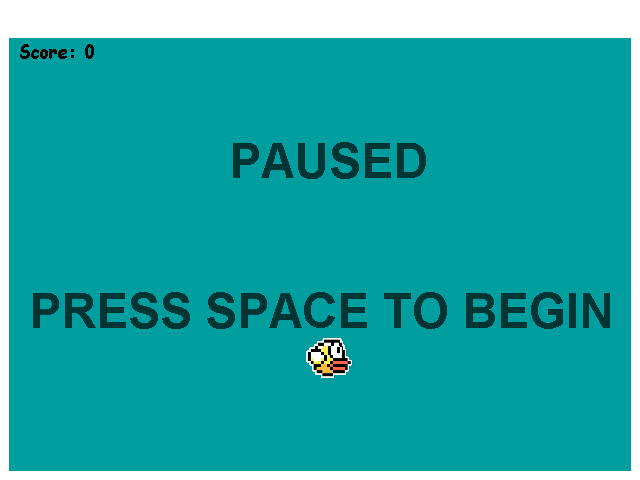 Score: 0
PAUSED
PRESS SPACE TO BEGIN